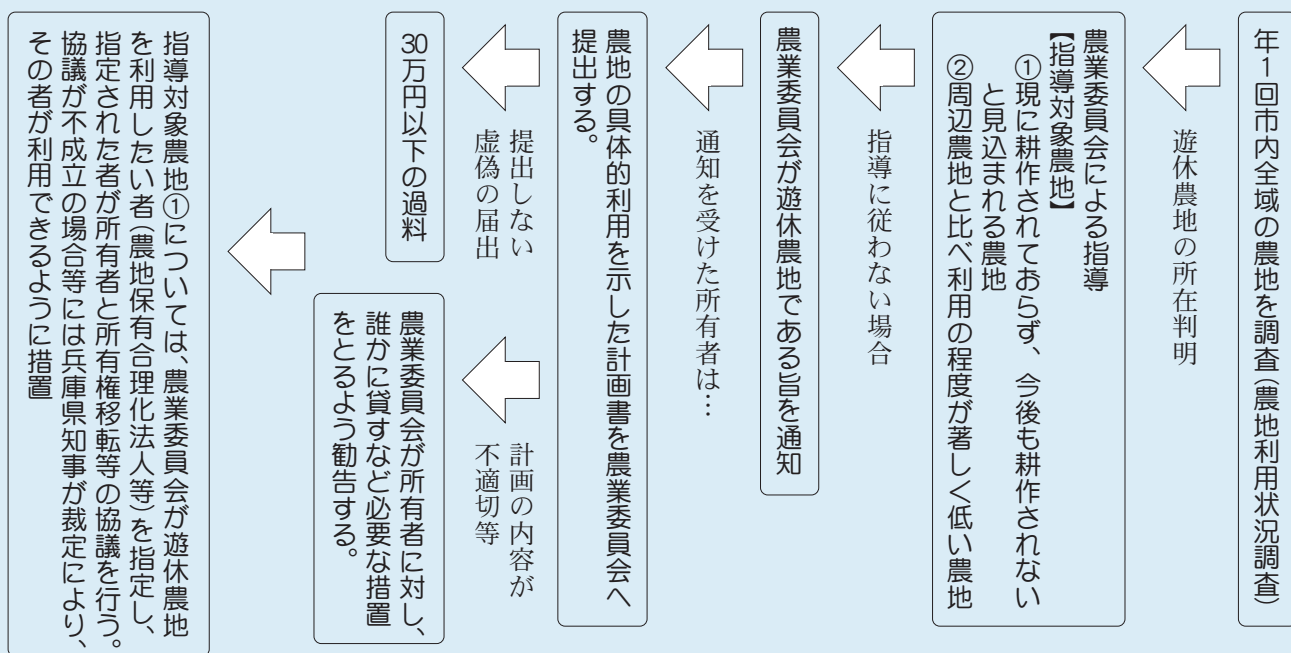 年1回市内全域の農地を調査(農地利用状況調査)
遊休農地の所在判明
農業委員会による指導
【指導対象農地】
①現に耕作されておらず、今後も耕作されない
と見込まれる農地
②周辺農地と比べ利用の程度が著しく低い農地
指導に従わない場合
農業委員会が遊休農地である旨を通知
通知を受けた所有者は…
農地の具体的利用を示した計画書を農業委員会へ
提出する。
提出しない
虚偽の届出
30万円以下の過料
計画の内容が
不適切等
農業委員会が所有者に対し、
誰かに貸すなど必要な措置
をとるよう勧告する。
指導対象農地①については、農業委員会が遊休農地
を利用したい者(農地保有合理化法人等)を指定し、
指定された者が所有者と所有権移転等の協議を行う。
協議が不成立の場合等には兵庫県知事が裁定により、
その者が利用できるように措置